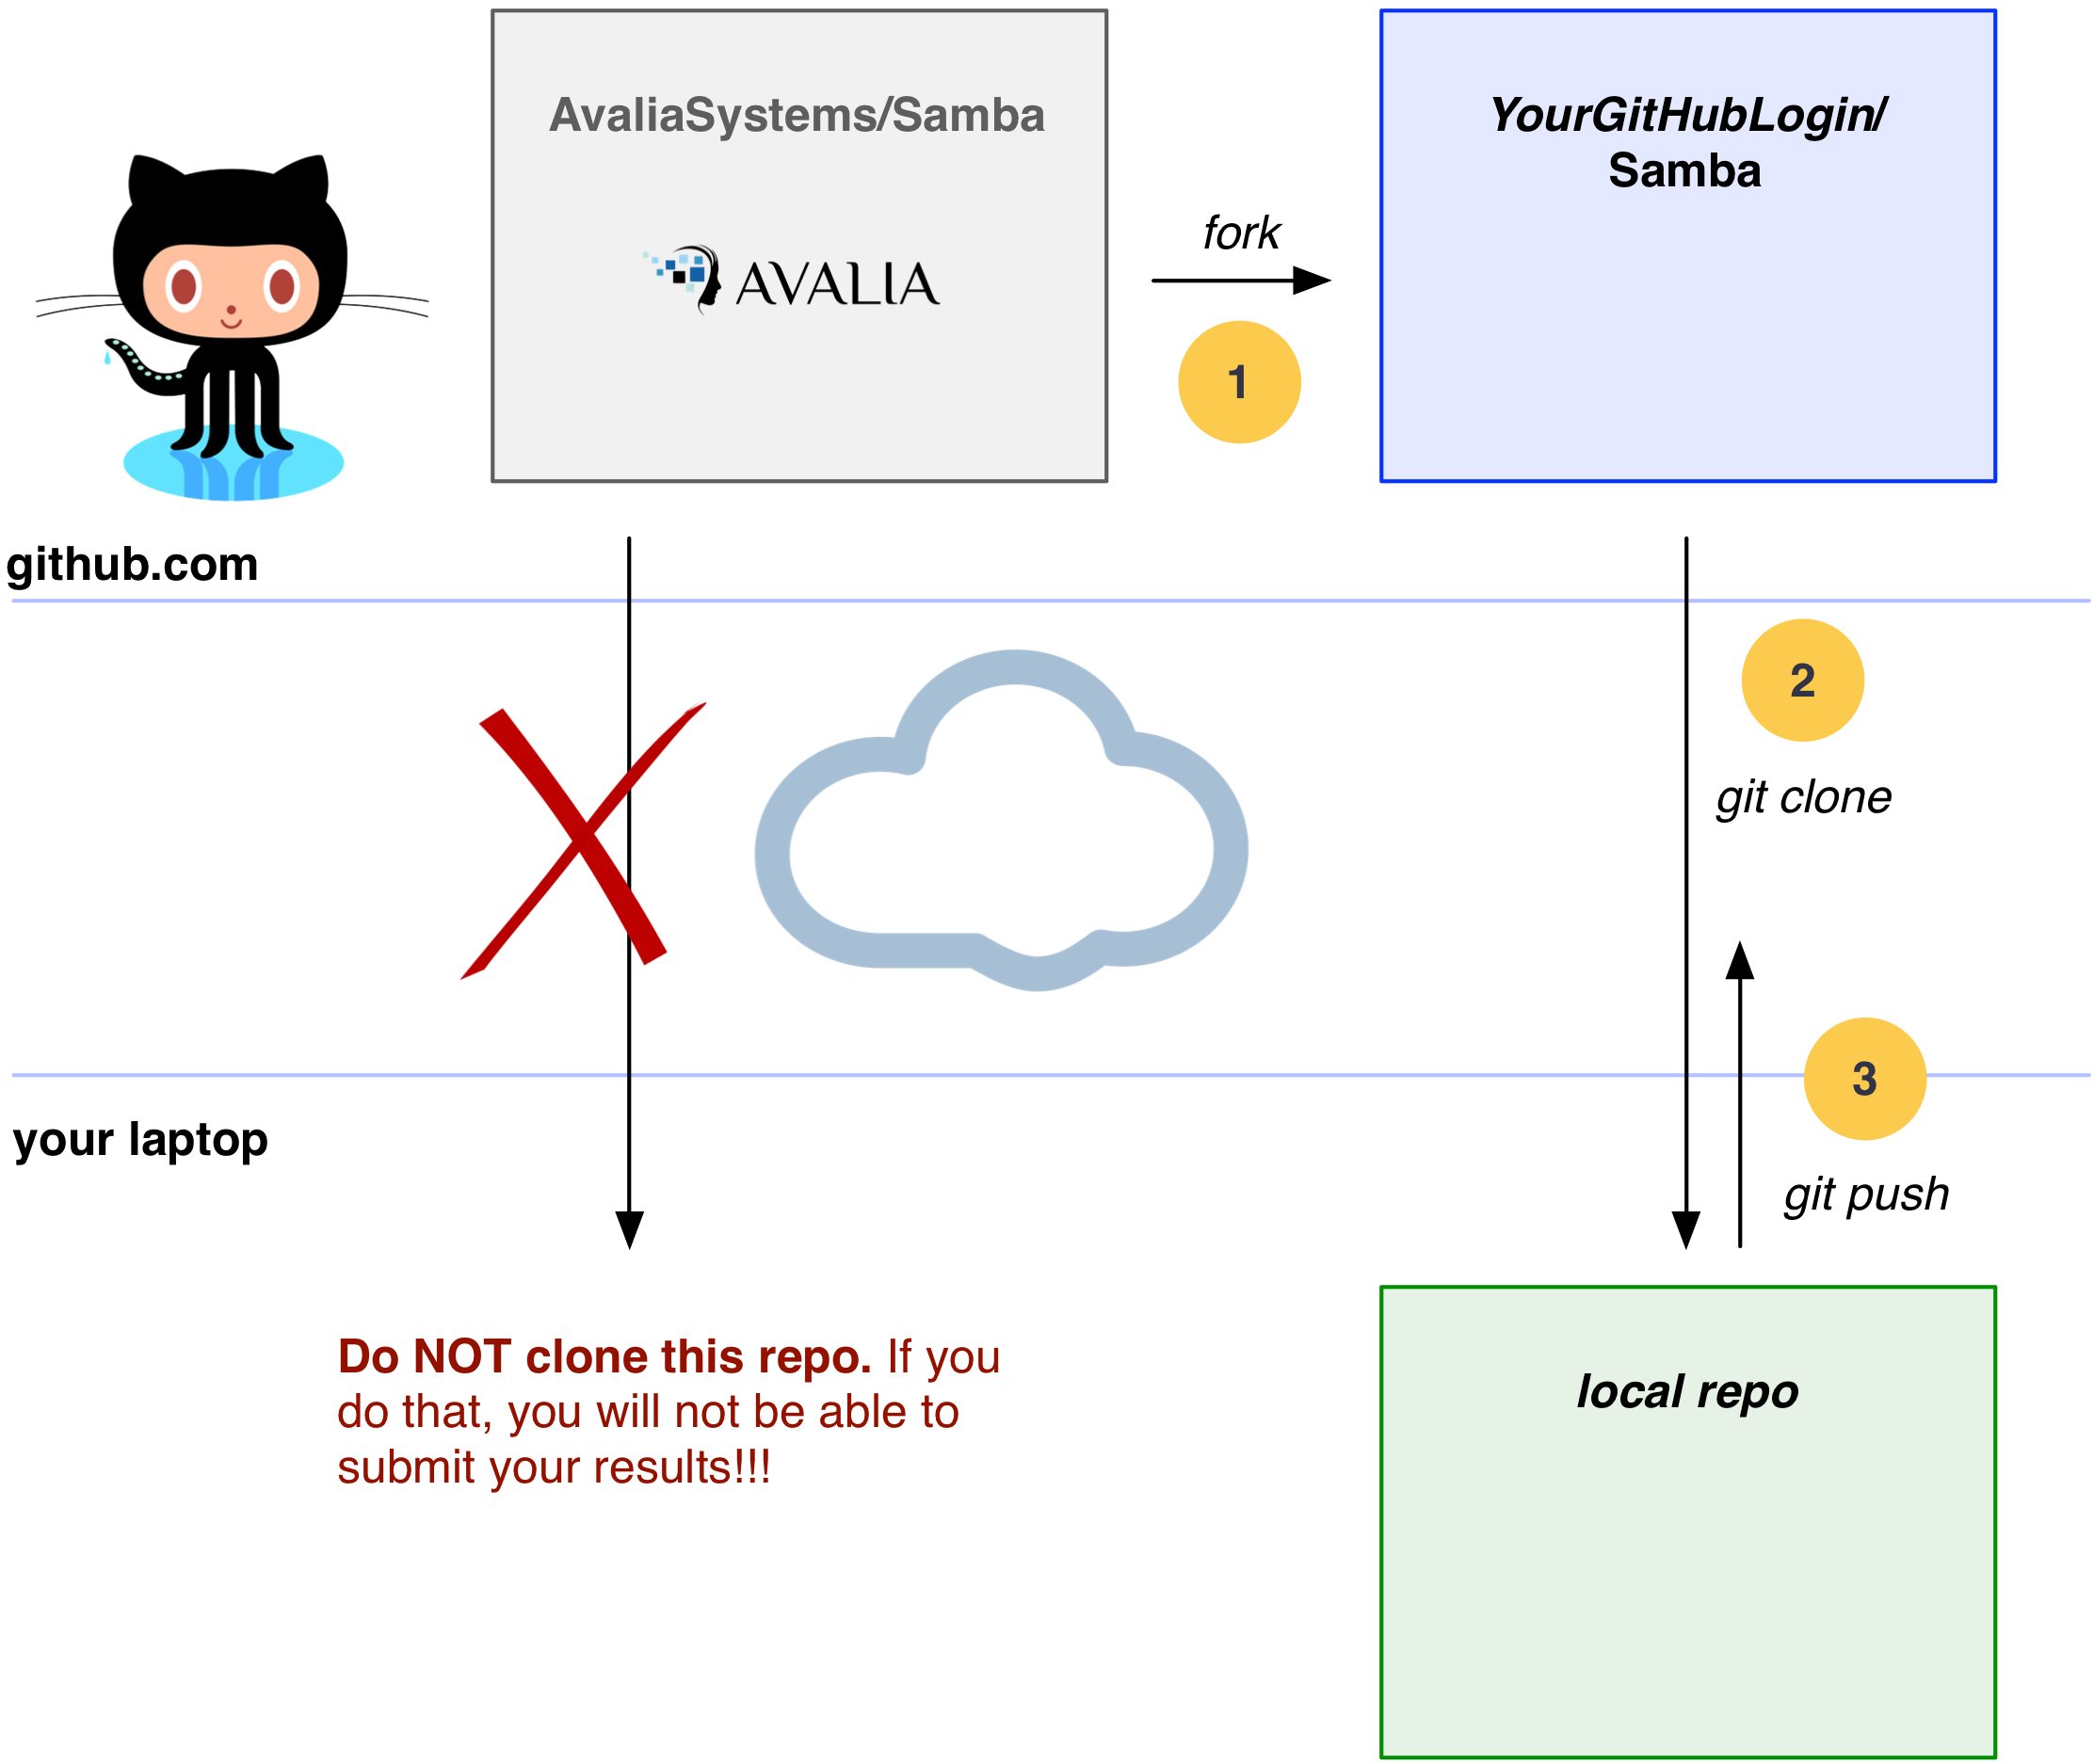 AvaliaSystems/Samba
AVALIA
fork
1
YourGitHubLogin/
Samba
github.com
2
git clone
3
git push
your laptop
Do NOT clone this repo. If you
do that, you will not be able to
submit your results!!!
local repo